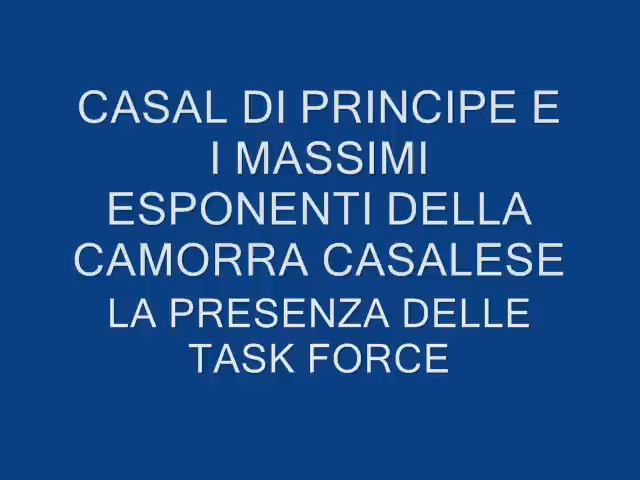 CASAL DI PRINCIPE E
I MASSIMI
ESPONENTI DELLA
CAMORRA CASALESE
LA PRESENZA DELLE
TASK FORCE